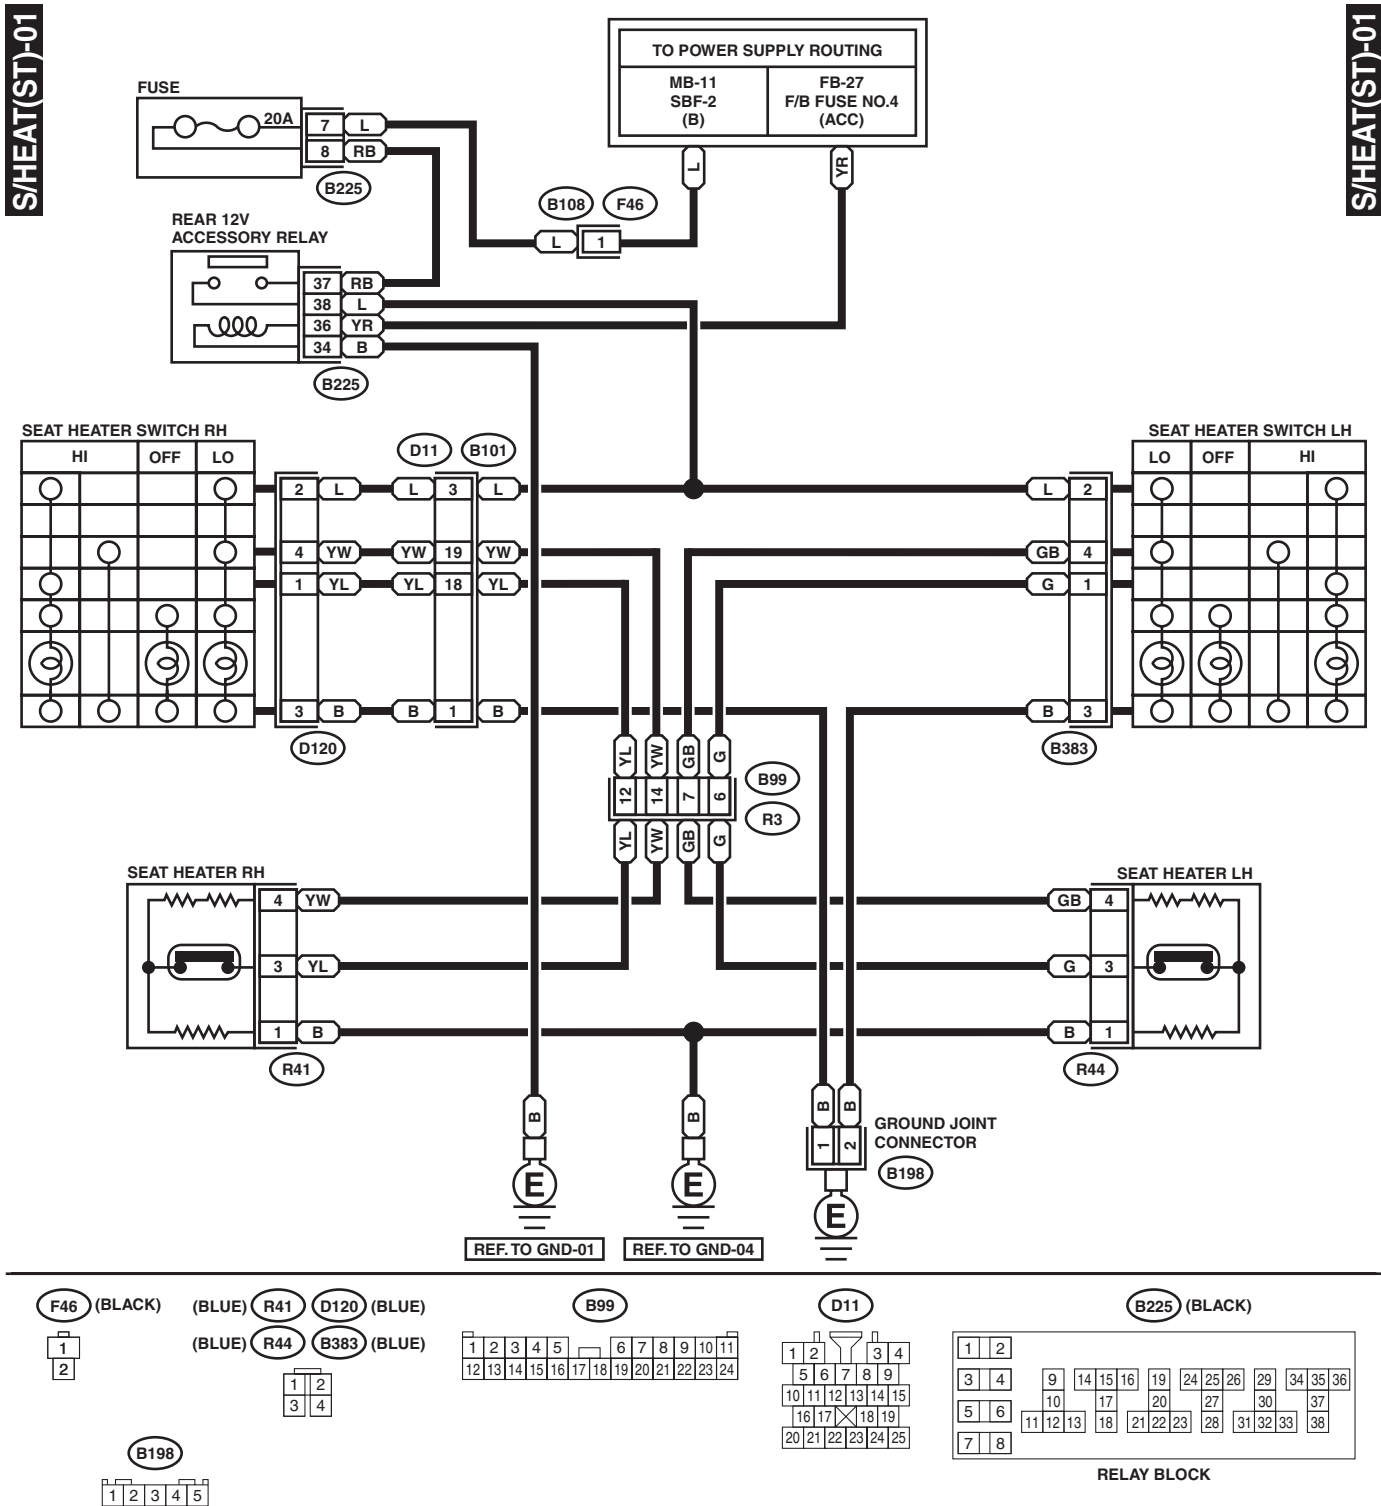 S/HEAT(ST)-01
S/HEAT(ST)-01
TO POWER SUPPLY ROUTING
MB-11
SBF-2
(B)
FB-27
F/B FUSE NO.4
(ACC)
FUSE
20A
7 L
8 RB
B225
L
YR
B108 F46
L 1
REAR 12V
ACCESSORY RELAY
37 RB
38 L
36 YR
34 B
B225
SEAT HEATER SWITCH RH
HI OFF LO
D11 B101
2 L L 3 L
4 YW YW 19 YW
1 YL YL 18 YL
3 B B 1 B
D120
SEAT HEATER SWITCH LH
LO OFF HI
L 2
GB 4
G 1
B 3
B383
YL YW GB G
12 14 7 6
YL YW GB G
B99
R3
SEAT HEATER RH
4 YW
3 YL
1 B
R41
SEAT HEATER LH
GB 4
G 3
B 1
R44
B
B
B B
1 2
GROUND JOINT
CONNECTOR
B198
E
E
E
REF. TO GND-01
REF. TO GND-04
F46 (BLACK)
1
2
(BLUE) R41 D120 (BLUE)
(BLUE) R44 B383 (BLUE)
1 2
3 4
B99
1 2 3 4 5 6 7 8 9 10 11
12 13 14 15 16 17 18 19 20 21 22 23 24
D11
1 2 3 4
5 6 7 8 9
10 11 12 13 14 15
16 17 18 19
20 21 22 23 24 25
B225 (BLACK)
1 2
3 4 9 14 15 16 19 24 25 26 29 34 35 36
10 17 20 27 30 37
5 6 11 12 13 18 21 22 23 28 31 32 33 38
7 8
RELAY BLOCK
B198
1 2 3 4 5